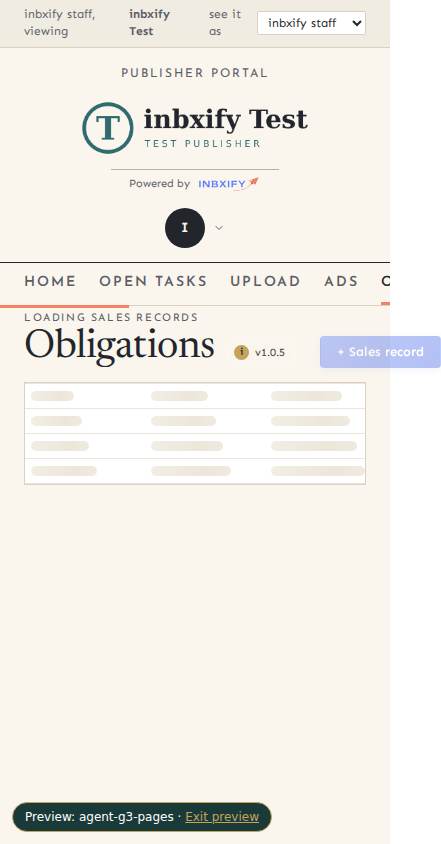 inbxify staff, viewing
inbxify Test
see it as
inbxify staff
PUBLISHER PORTAL
T
inbxify Test
TEST PUBLISHER
Powered by INBXIFY
I
HOME OPEN TASKS UPLOAD ADS
LOADING SALES RECORDS
Obligations
i v1.0.5
+ Sales record
Preview: agent-g3-pages · Exit preview